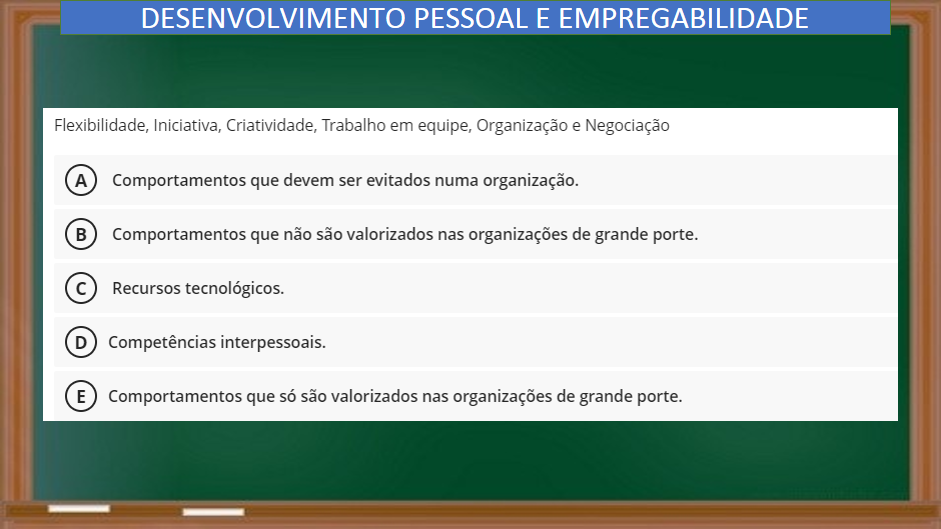 DESENVOLVIMENTO PESSOAL E EMPREGABILIDADE
Flexibilidade, Iniciativa, Criatividade, Trabalho em equipe, Organização e Negociação
A Comportamentos que devem ser evitados numa organização.
B Comportamentos que não são valorizados nas organizações de grande porte.
C Recursos tecnológicos.
D Competências interpessoais.
E Comportamentos que só são valorizados nas organizações de grande porte.